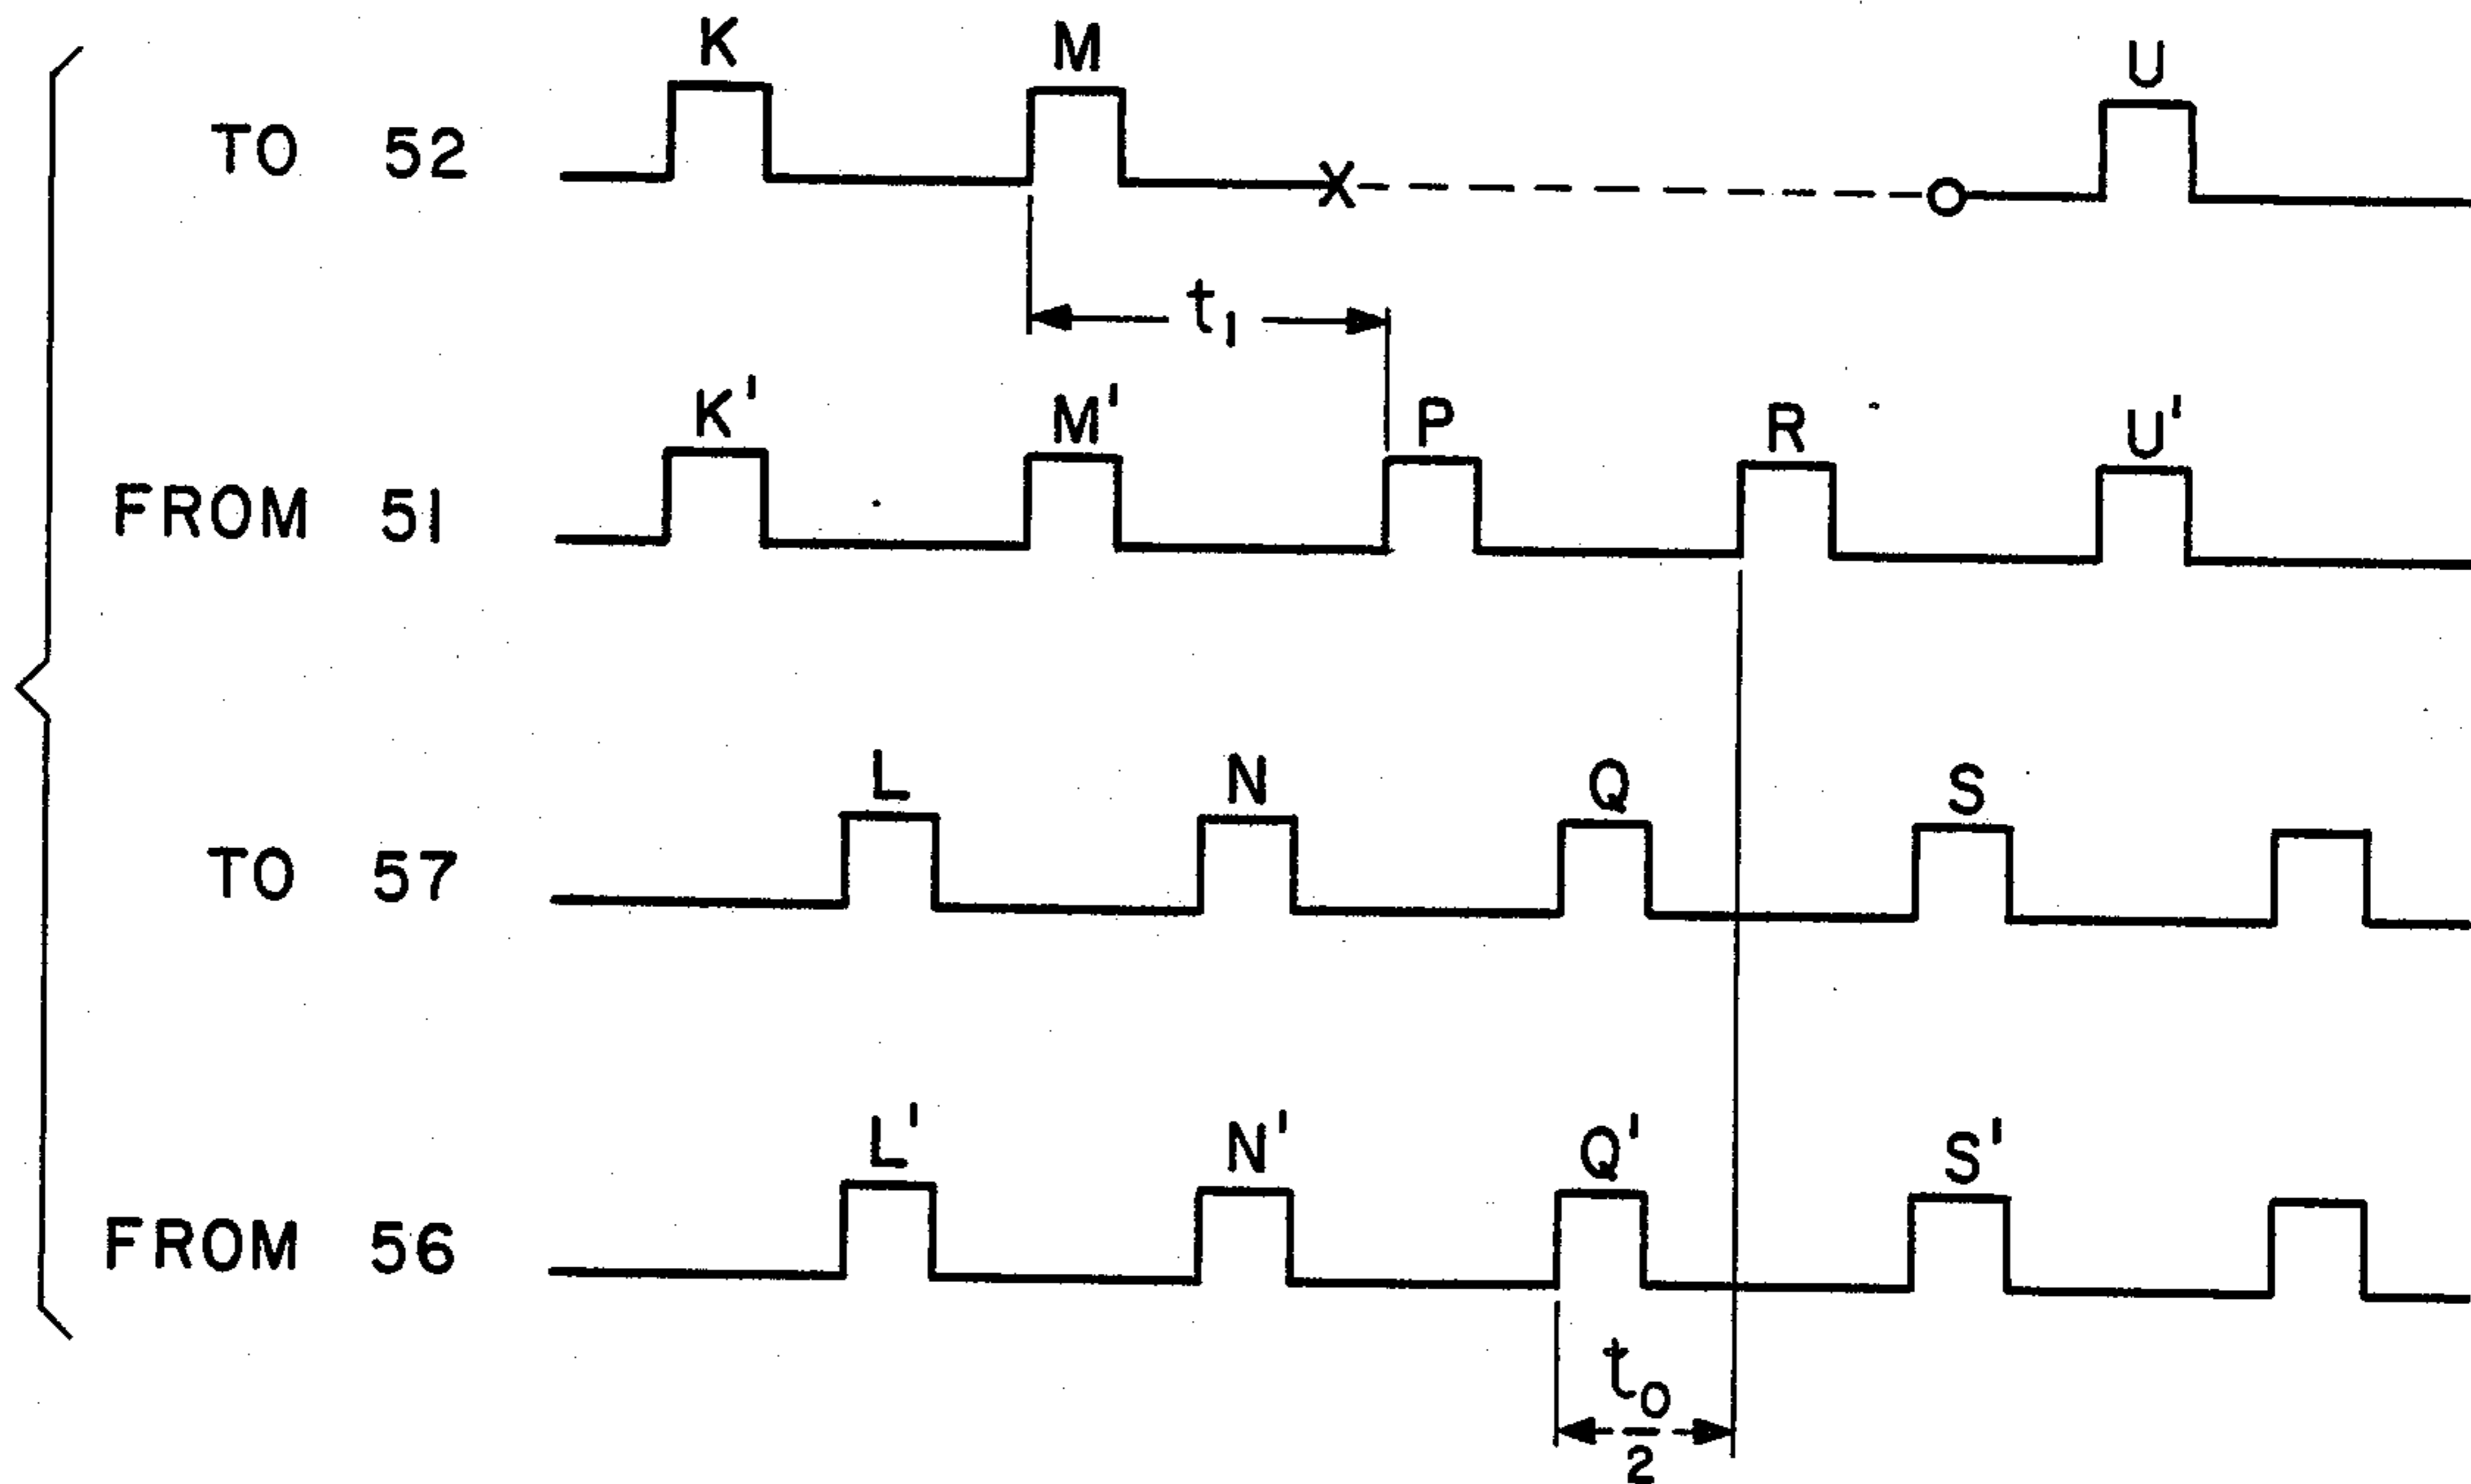 K M U
TO 52
X
t₁
K' M' P R U'
FROM 51
L N Q S
TO 57
L' N' Q' S'
FROM 56
t₀
2